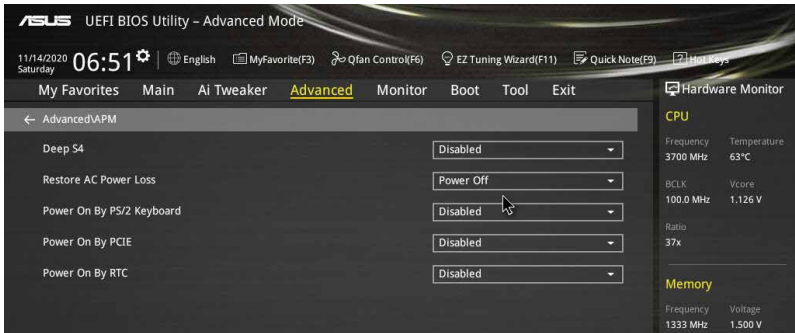 ASUS UEFI BIOS Utility – Advanced Mode
11/14/2020 Saturday 06:51 English MyFavorite(F3) Qfan Control(F6) EZ Tuning Wizard(F11) Quick Note(F9) Hot Keys
My Favorites Main Ai Tweaker Advanced Monitor Boot Tool Exit
← Advanced\APM
Deep S4 Disabled
Restore AC Power Loss Power Off
Power On By PS/2 Keyboard Disabled
Power On By PCIE Disabled
Power On By RTC Disabled
Hardware Monitor
CPU
Frequency Temperature
3700 MHz 63°C
BCLK Vcore
100.0 MHz 1.126 V
Ratio
37x
Memory
Frequency Voltage
1333 MHz 1.500 V